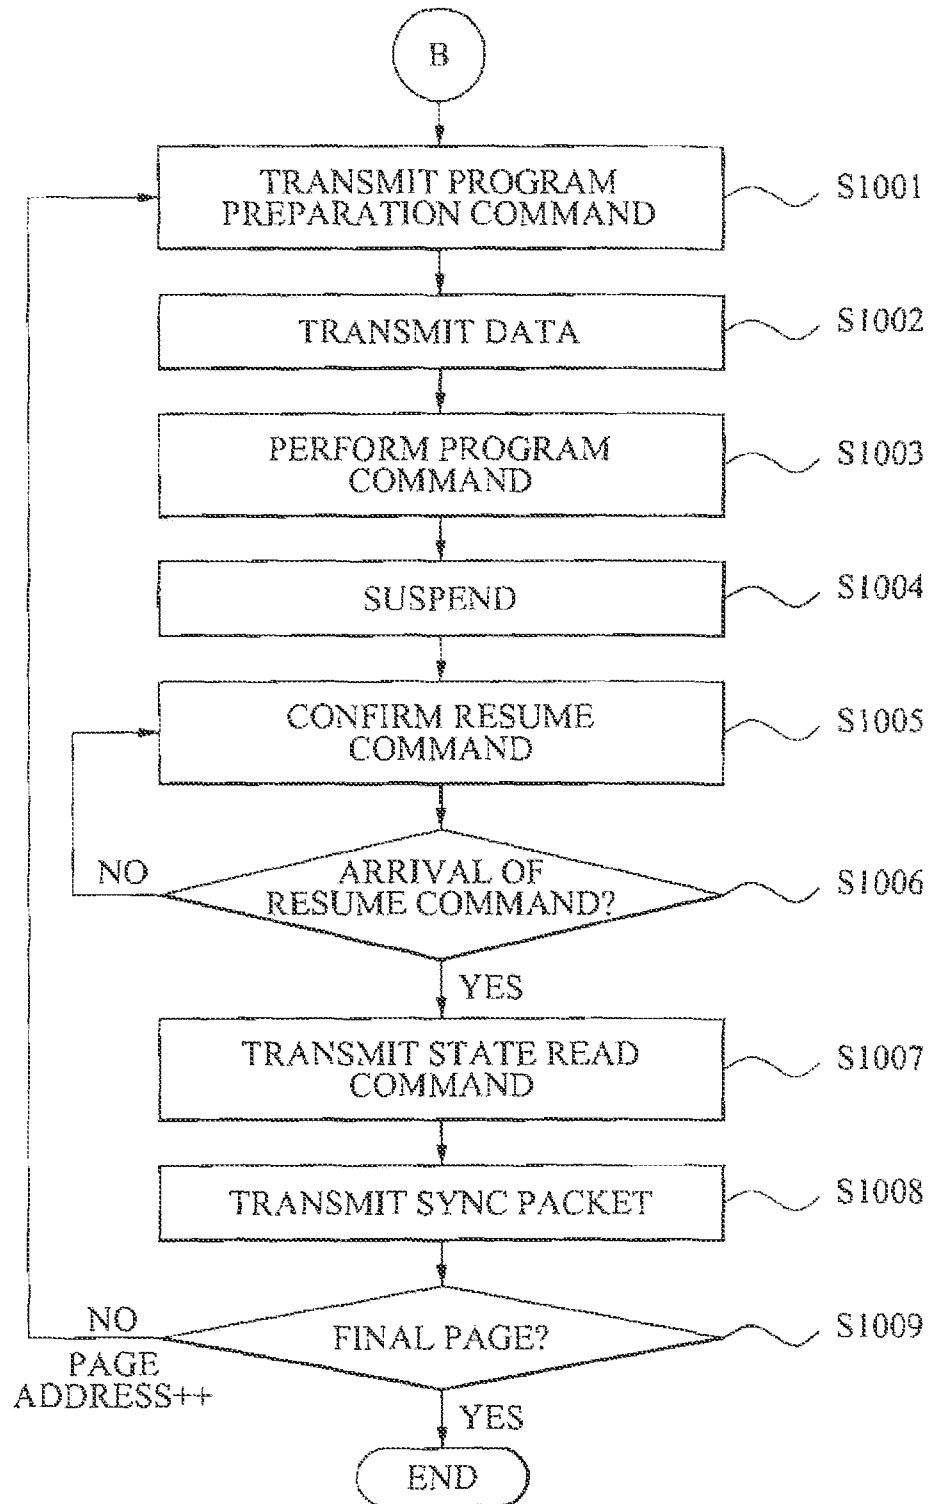 B
TRANSMIT PROGRAM
PREPARATION COMMAND
S1001
TRANSMIT DATA
S1002
PERFORM PROGRAM
COMMAND
S1003
SUSPEND
S1004
CONFIRM RESUME
COMMAND
S1005
NO
ARRIVAL OF
RESUME COMMAND?
S1006
YES
TRANSMIT STATE READ
COMMAND
S1007
TRANSMIT SYNC PACKET
S1008
NO
PAGE
ADDRESS++
FINAL PAGE?
S1009
YES
END